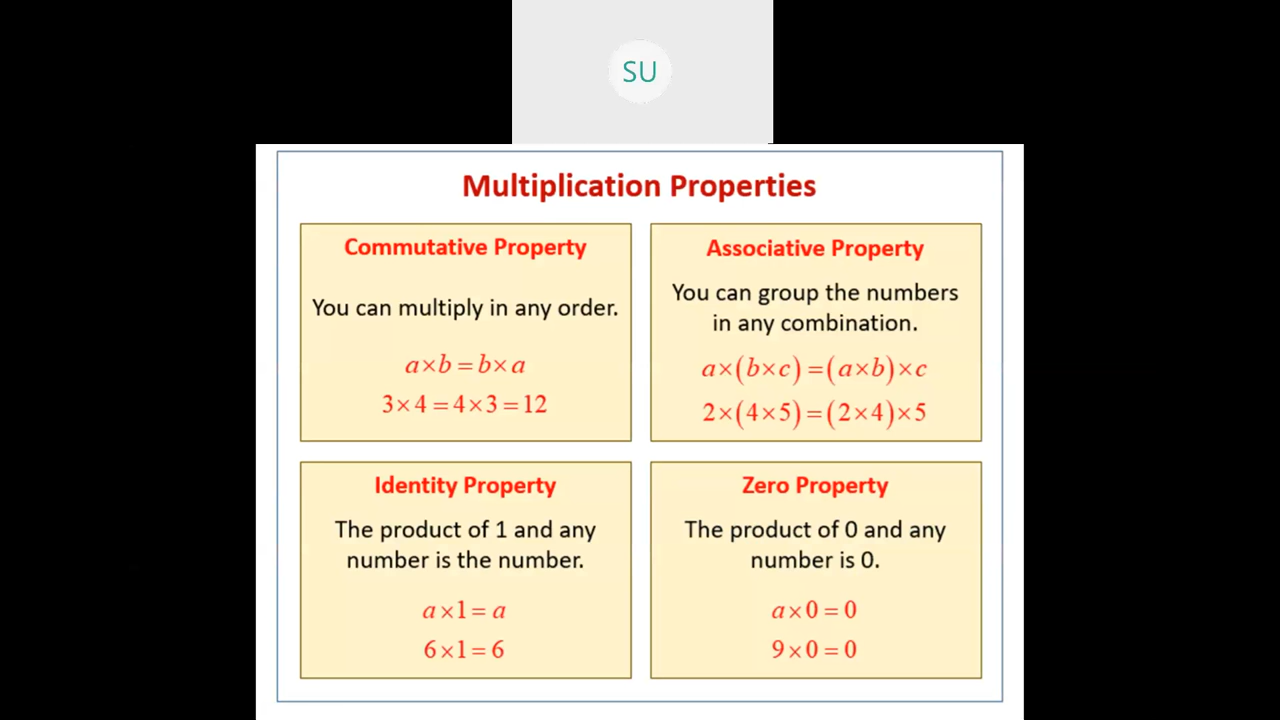 SU
Multiplication Properties
Commutative Property
You can multiply in any order.
a×b=b×a
3×4=4×3=12
Associative Property
You can group the numbers
in any combination.
a×(b×c)=(a×b)×c
2×(4×5)=(2×4)×5
Identity Property
The product of 1 and any
number is the number.
a×1=a
6×1=6
Zero Property
The product of 0 and any
number is 0.
a×0=0
9×0=0